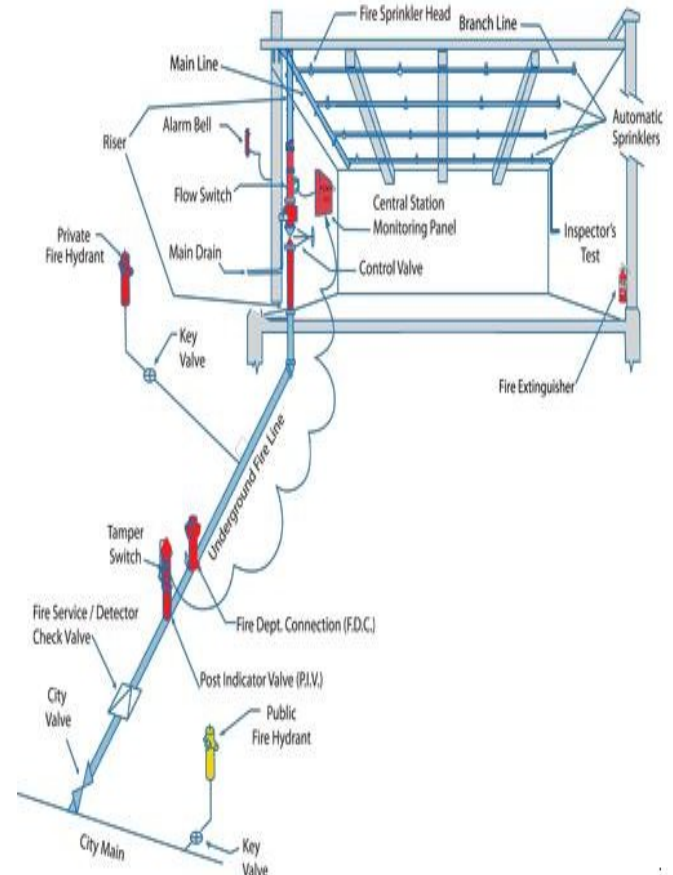 Fire Sprinkler Head
Branch Line
Main Line
Alarm Bell
Riser
Automatic
Sprinklers
Flow Switch
Central Station
Monitoring Panel
Private
Fire Hydrant
Inspector's
Test
Main Drain
Control Valve
Key
Valve
Fire Extinguisher
Underground Fire Line
Tamper
Switch
Fire Service / Detector
Check Valve
Fire Dept. Connection (F.D.C.)
Post Indicator Valve (P.I.V.)
City
Valve
Public
Fire Hydrant
City Main
Key
Valve